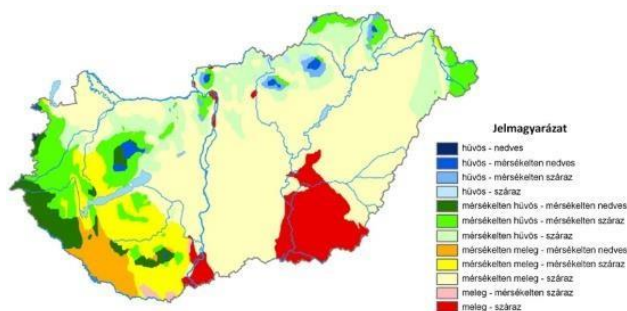 Jelmagyarázat
hűvös - nedves
hűvös - mérsékelten nedves
hűvös - mérsékelten száraz
hűvös - száraz
mérsékelten hűvös - mérsékelten nedves
mérsékelten hűvös - mérsékelten száraz
mérsékelten hűvös - száraz
mérsékelten meleg - mérsékelten nedves
mérsékelten meleg - mérsékelten száraz
mérsékelten meleg - száraz
meleg - mérsékelten száraz
meleg - száraz